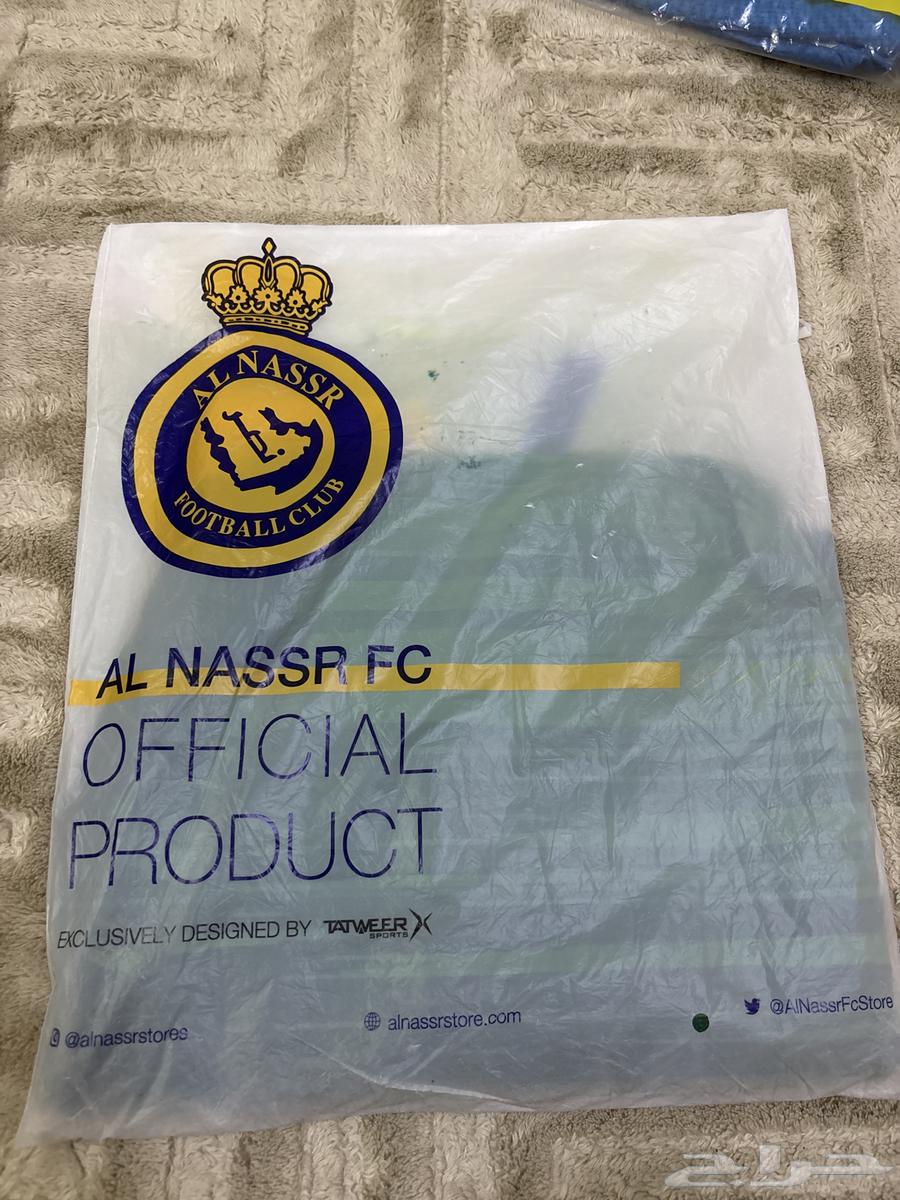 AL NASSR
FOOTBALL CLUB
AL NASSR FC
OFFICIAL
PRODUCT
EXCLUSIVELY DESIGNED BY TATWEER X
SPORTS
@alnassrstores
alnassrstore.com
@AlNassrFcStore
حراج